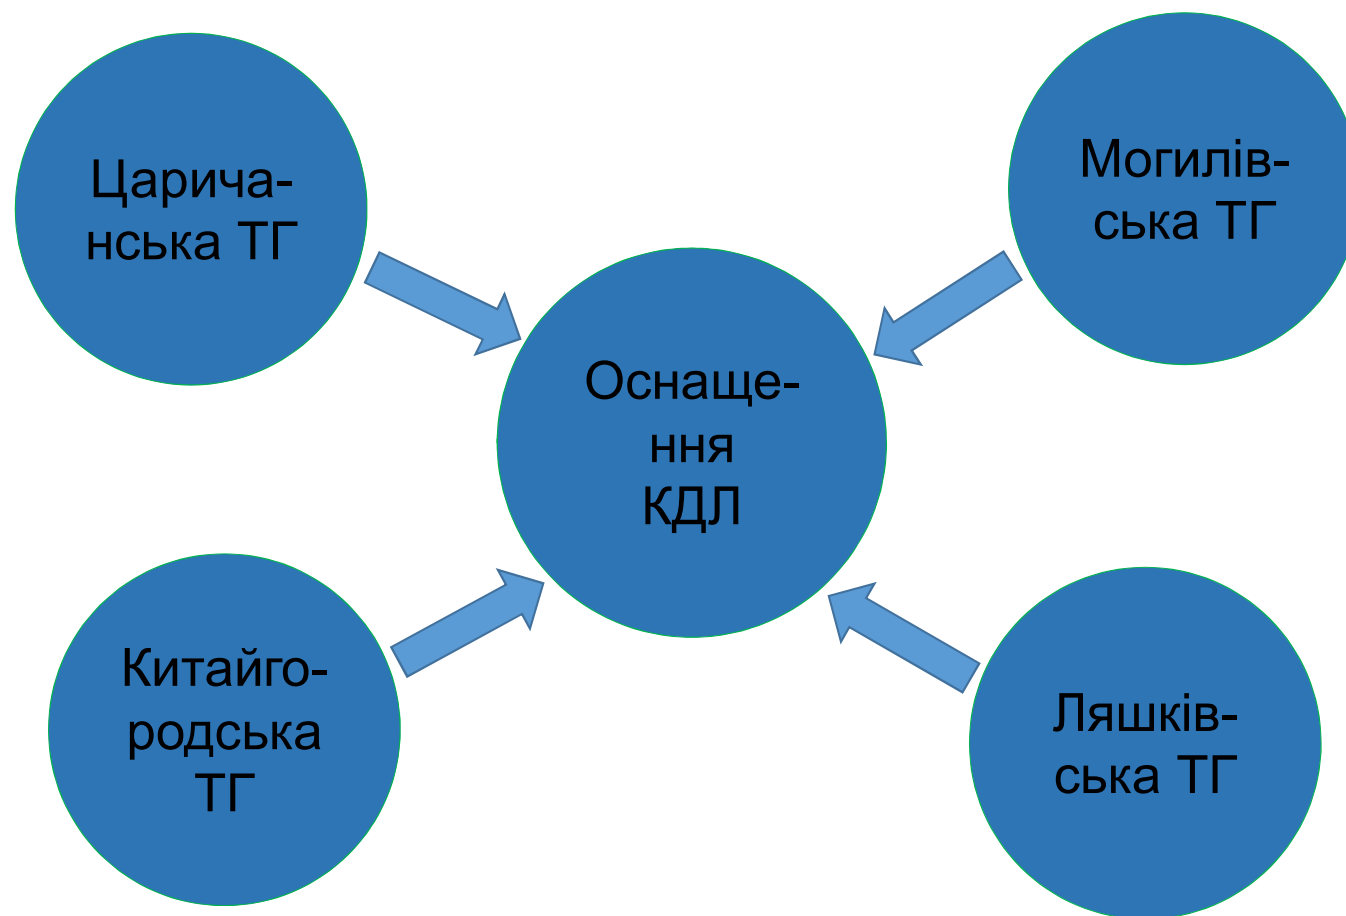 Царича-
нська ТГ
Могилів-
ська ТГ
Оснаще-
ння
КДЛ
Китайго-
родська
ТГ
Ляшків-
ська ТГ